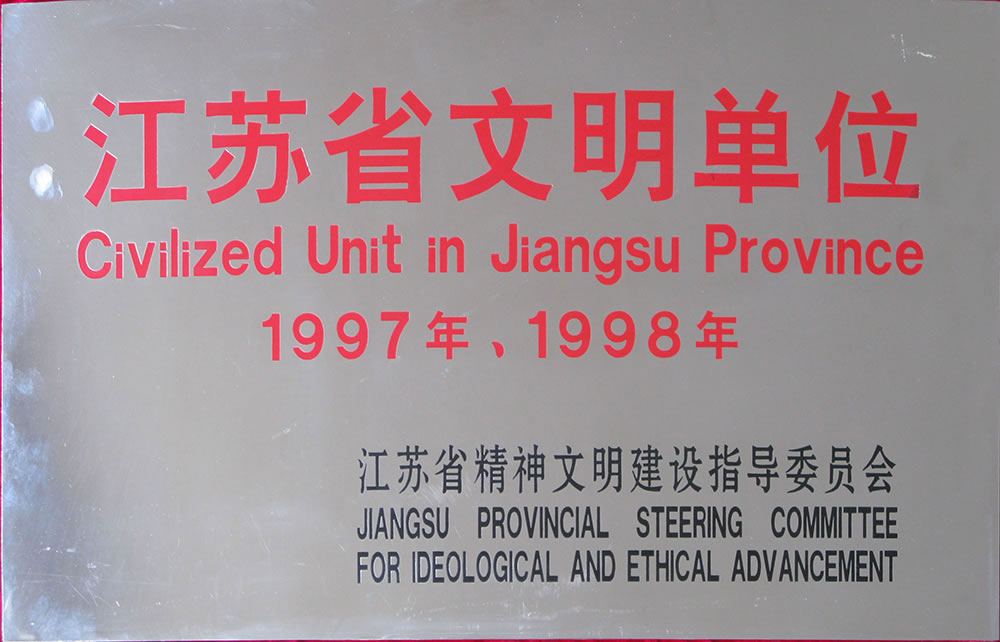 江苏省文明单位
Civilized Unit in Jiangsu Province
1997年、1998年
江苏省精神文明建设指导委员会
JIANGSU PROVINCIAL STEERING COMMITTEE
FOR IDEOLOGICAL AND ETHICAL ADVANCEMENT